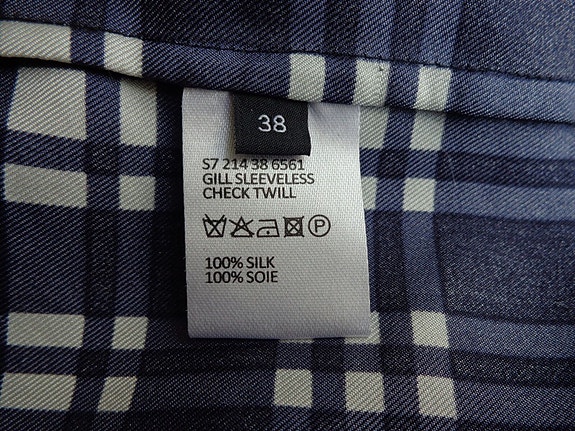 38
S7 214 38 6561
GILL SLEEVELESS
CHECK TWILL
P
100% SILK
100% SOIE